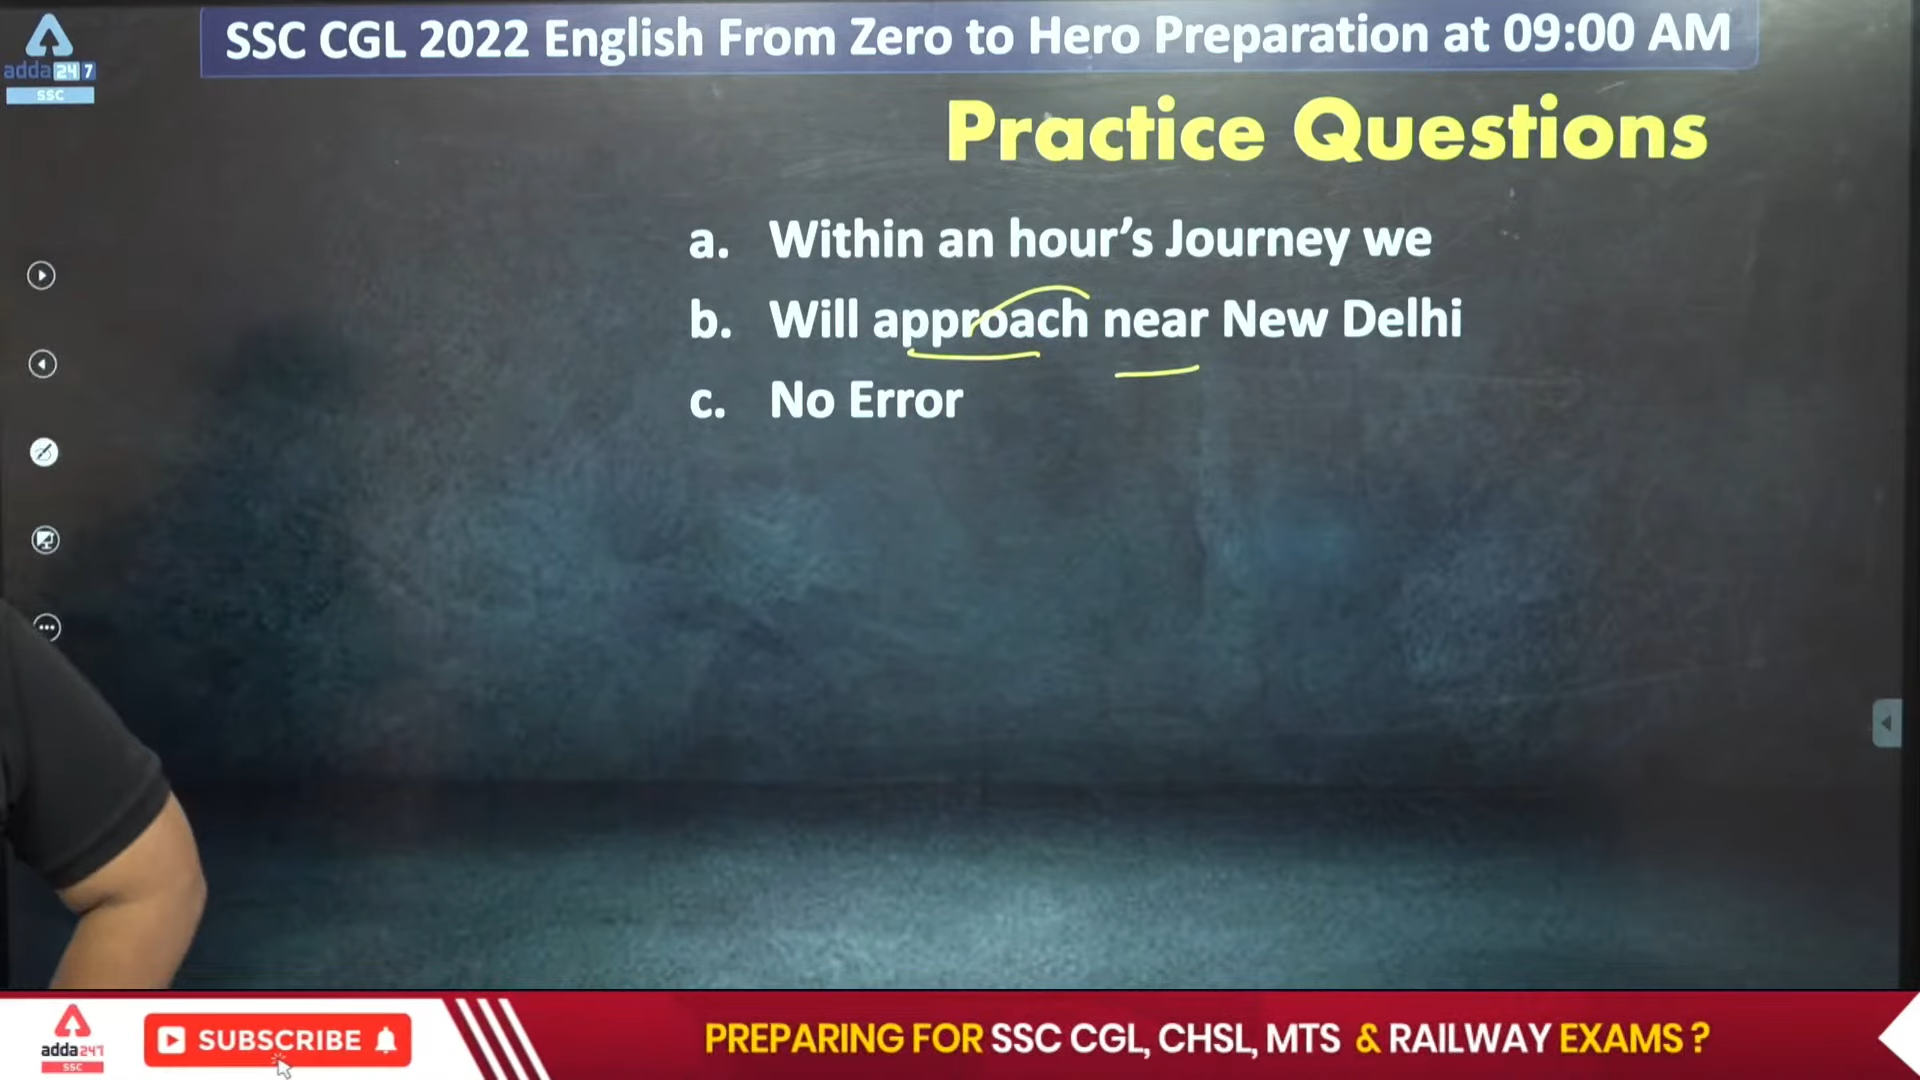 SSC CGL 2022 English From Zero to Hero Preparation at 09:00 AM
adda 24 7
SSC
Practice Questions
a. Within an hour's Journey we
b. Will approach near New Delhi
c. No Error
adda247
SSC
SUBSCRIBE
PREPARING FOR SSC CGL, CHSL, MTS & RAILWAY EXAMS ?